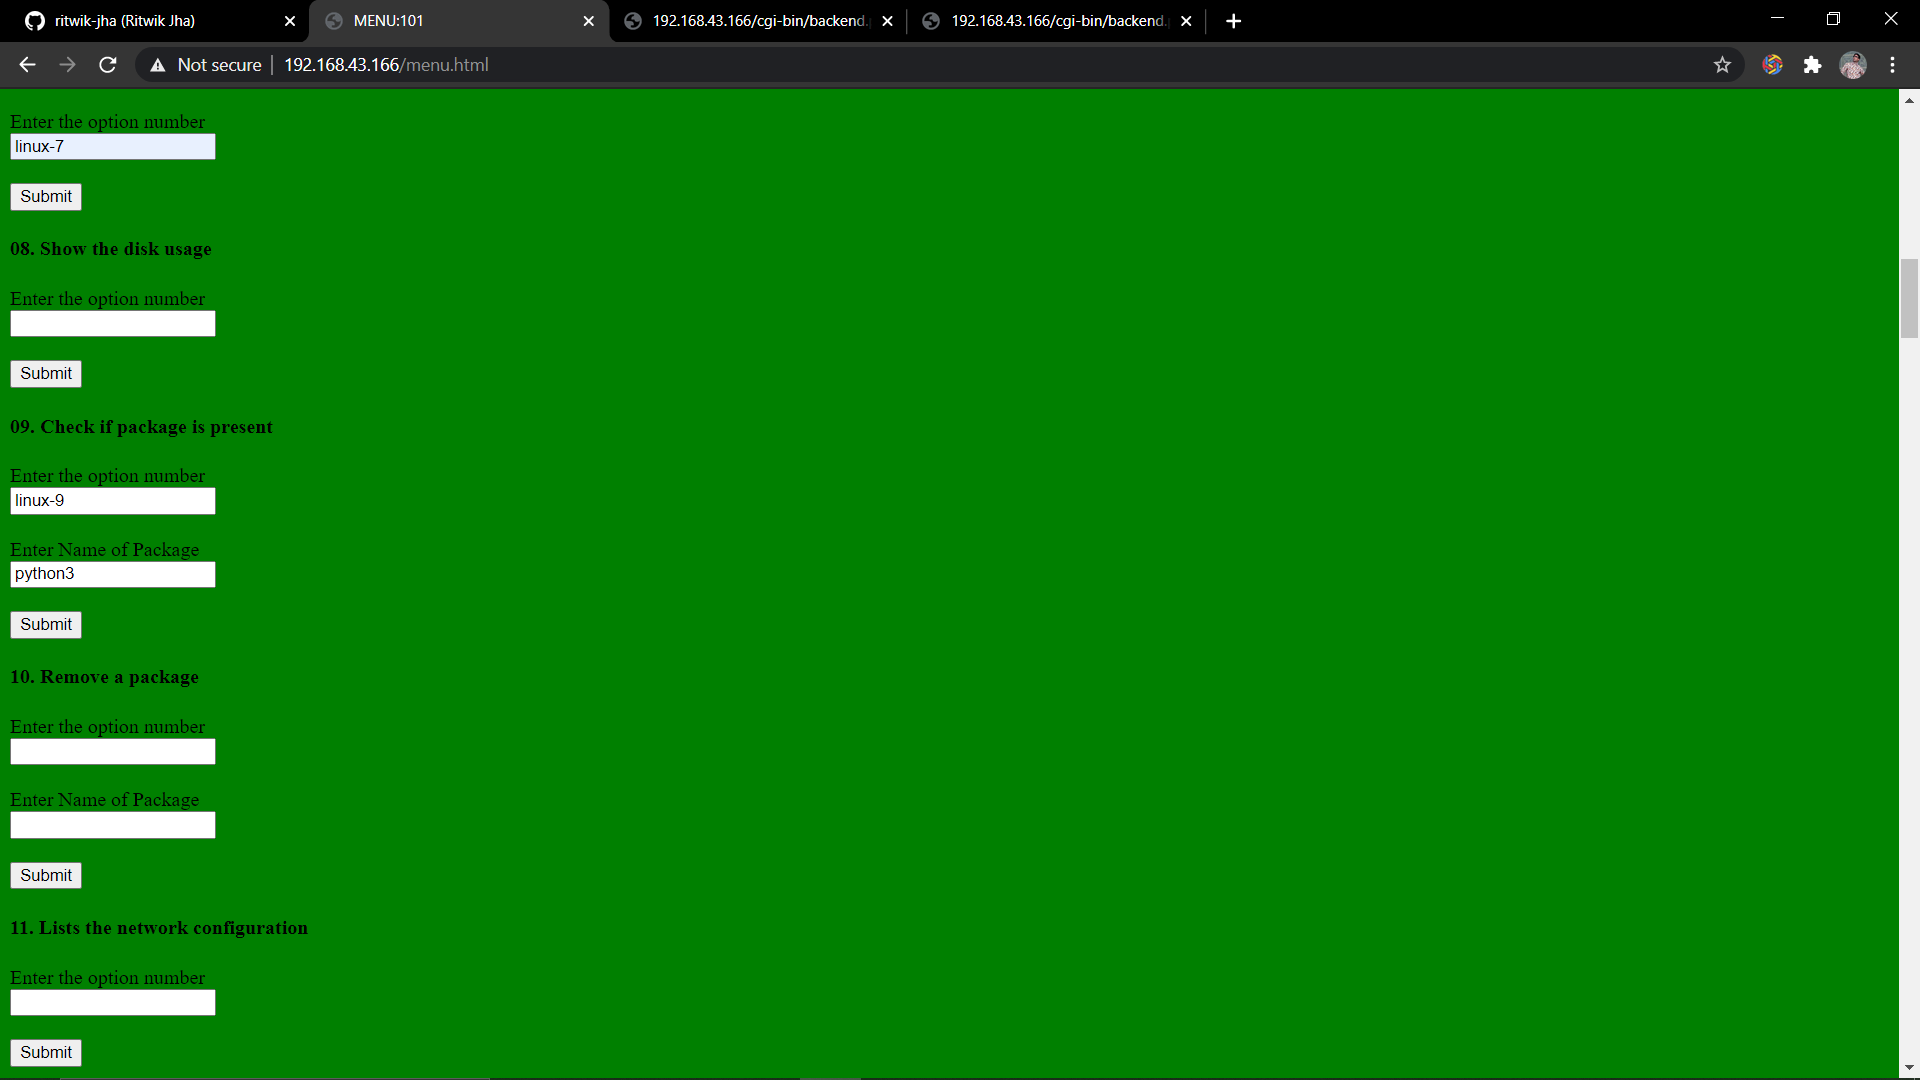 ritwik-jha (Ritwik Jha)
MENU:101
192.168.43.166/cgi-bin/backend.
192.168.43.166/cgi-bin/backend.
Not secure
192.168.43.166/menu.html
Enter the option number
linux-7
Submit
08. Show the disk usage
Enter the option number
Submit
09. Check if package is present
Enter the option number
linux-9
Enter Name of Package
python3
Submit
10. Remove a package
Enter the option number
Enter Name of Package
Submit
11. Lists the network configuration
Enter the option number
Submit